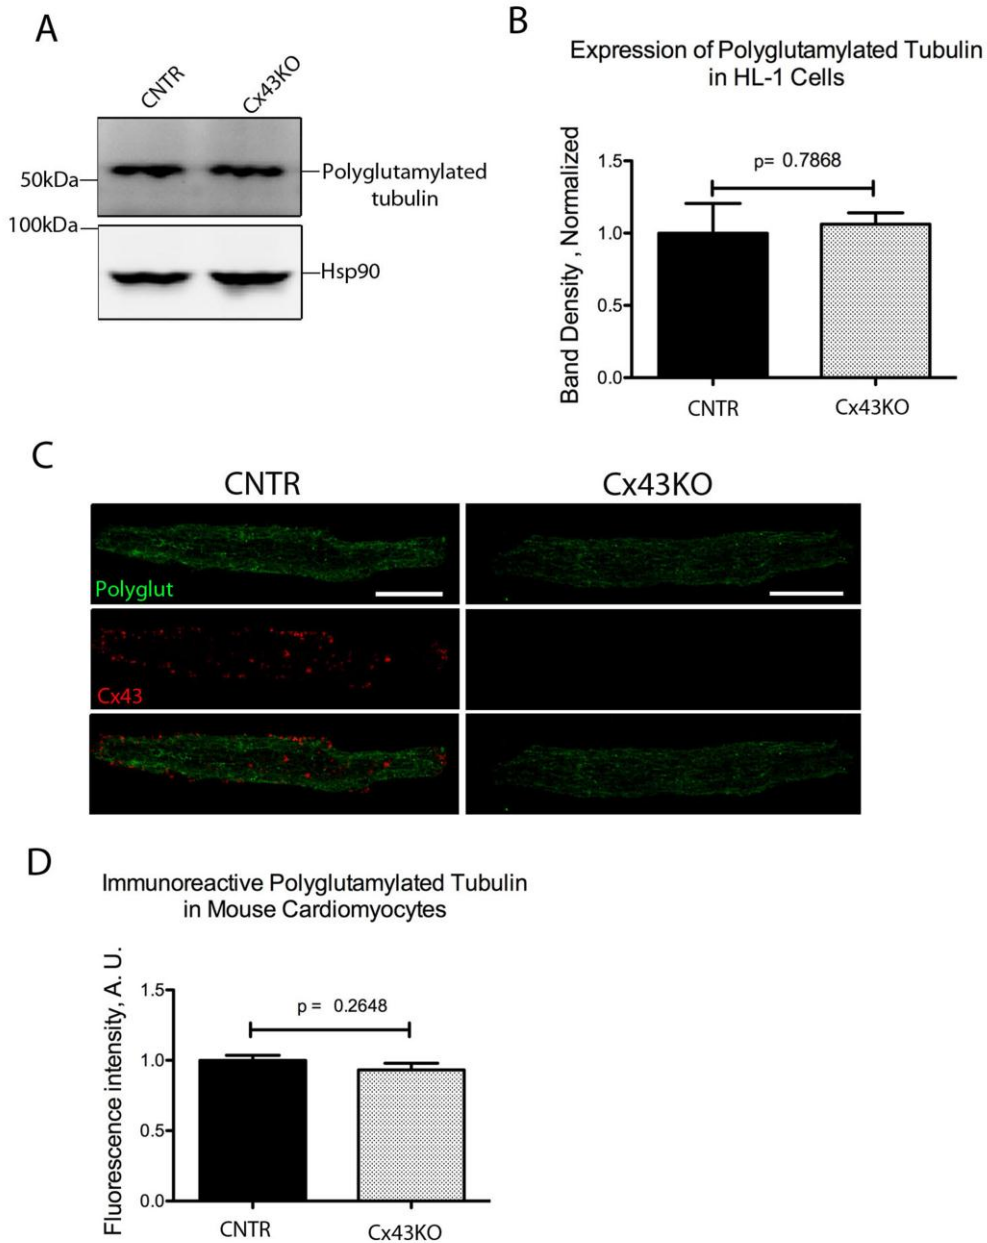 A
CNTR
Cx43KO
50kDa
Polyglutamylated
tubulin
100kDa
Hsp90
B
Expression of Polyglutamylated Tubulin
in HL-1 Cells
Band Density , Normalized
1.5
1.0
0.5
0.0
p= 0.7868
CNTR
Cx43KO
C
CNTR
Cx43KO
Polyglut
Cx43
D
Immunoreactive Polyglutamylated Tubulin
in Mouse Cardiomyocytes
Fluorescence intensity, A. U.
1.5
1.0
0.5
0.0
p = 0.2648
CNTR
Cx43KO